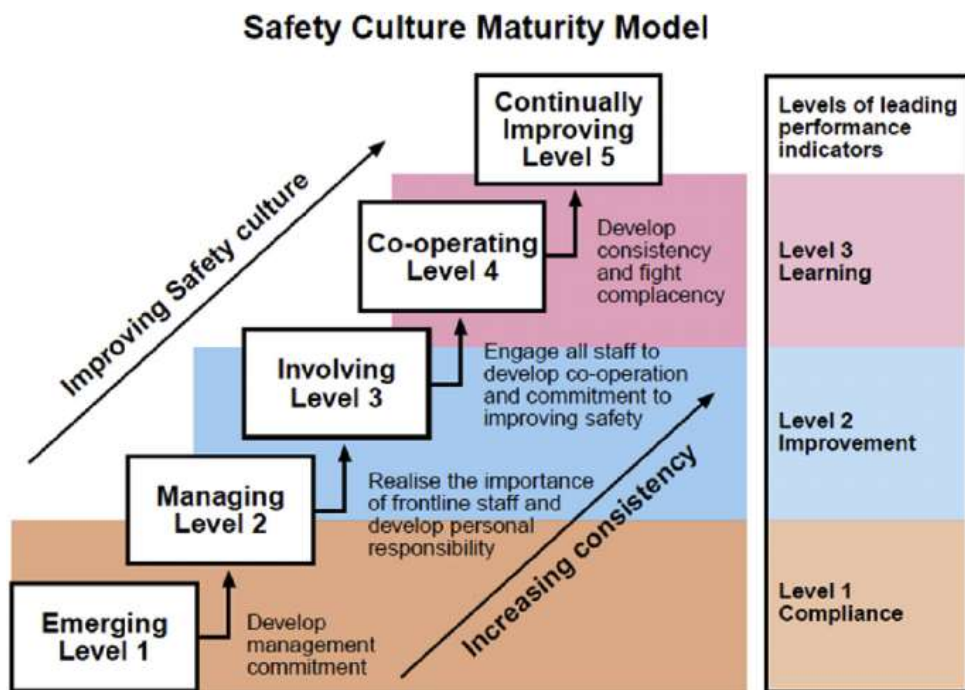 Safety Culture Maturity Model
Continually
Improving
Level 5
Levels of leading
performance
indicators
Improving Safety culture
Co-operating
Level 4
Develop
consistency
and fight
complacency
Level 3
Learning
Involving
Level 3
Engage all staff to
develop co-operation
and commitment to
improving safety
Level 2
Improvement
Managing
Level 2
Realise the importance
of frontline staff and
develop personal
responsibility
Increasing consistency
Emerging
Level 1
Develop
management
commitment
Level 1
Compliance